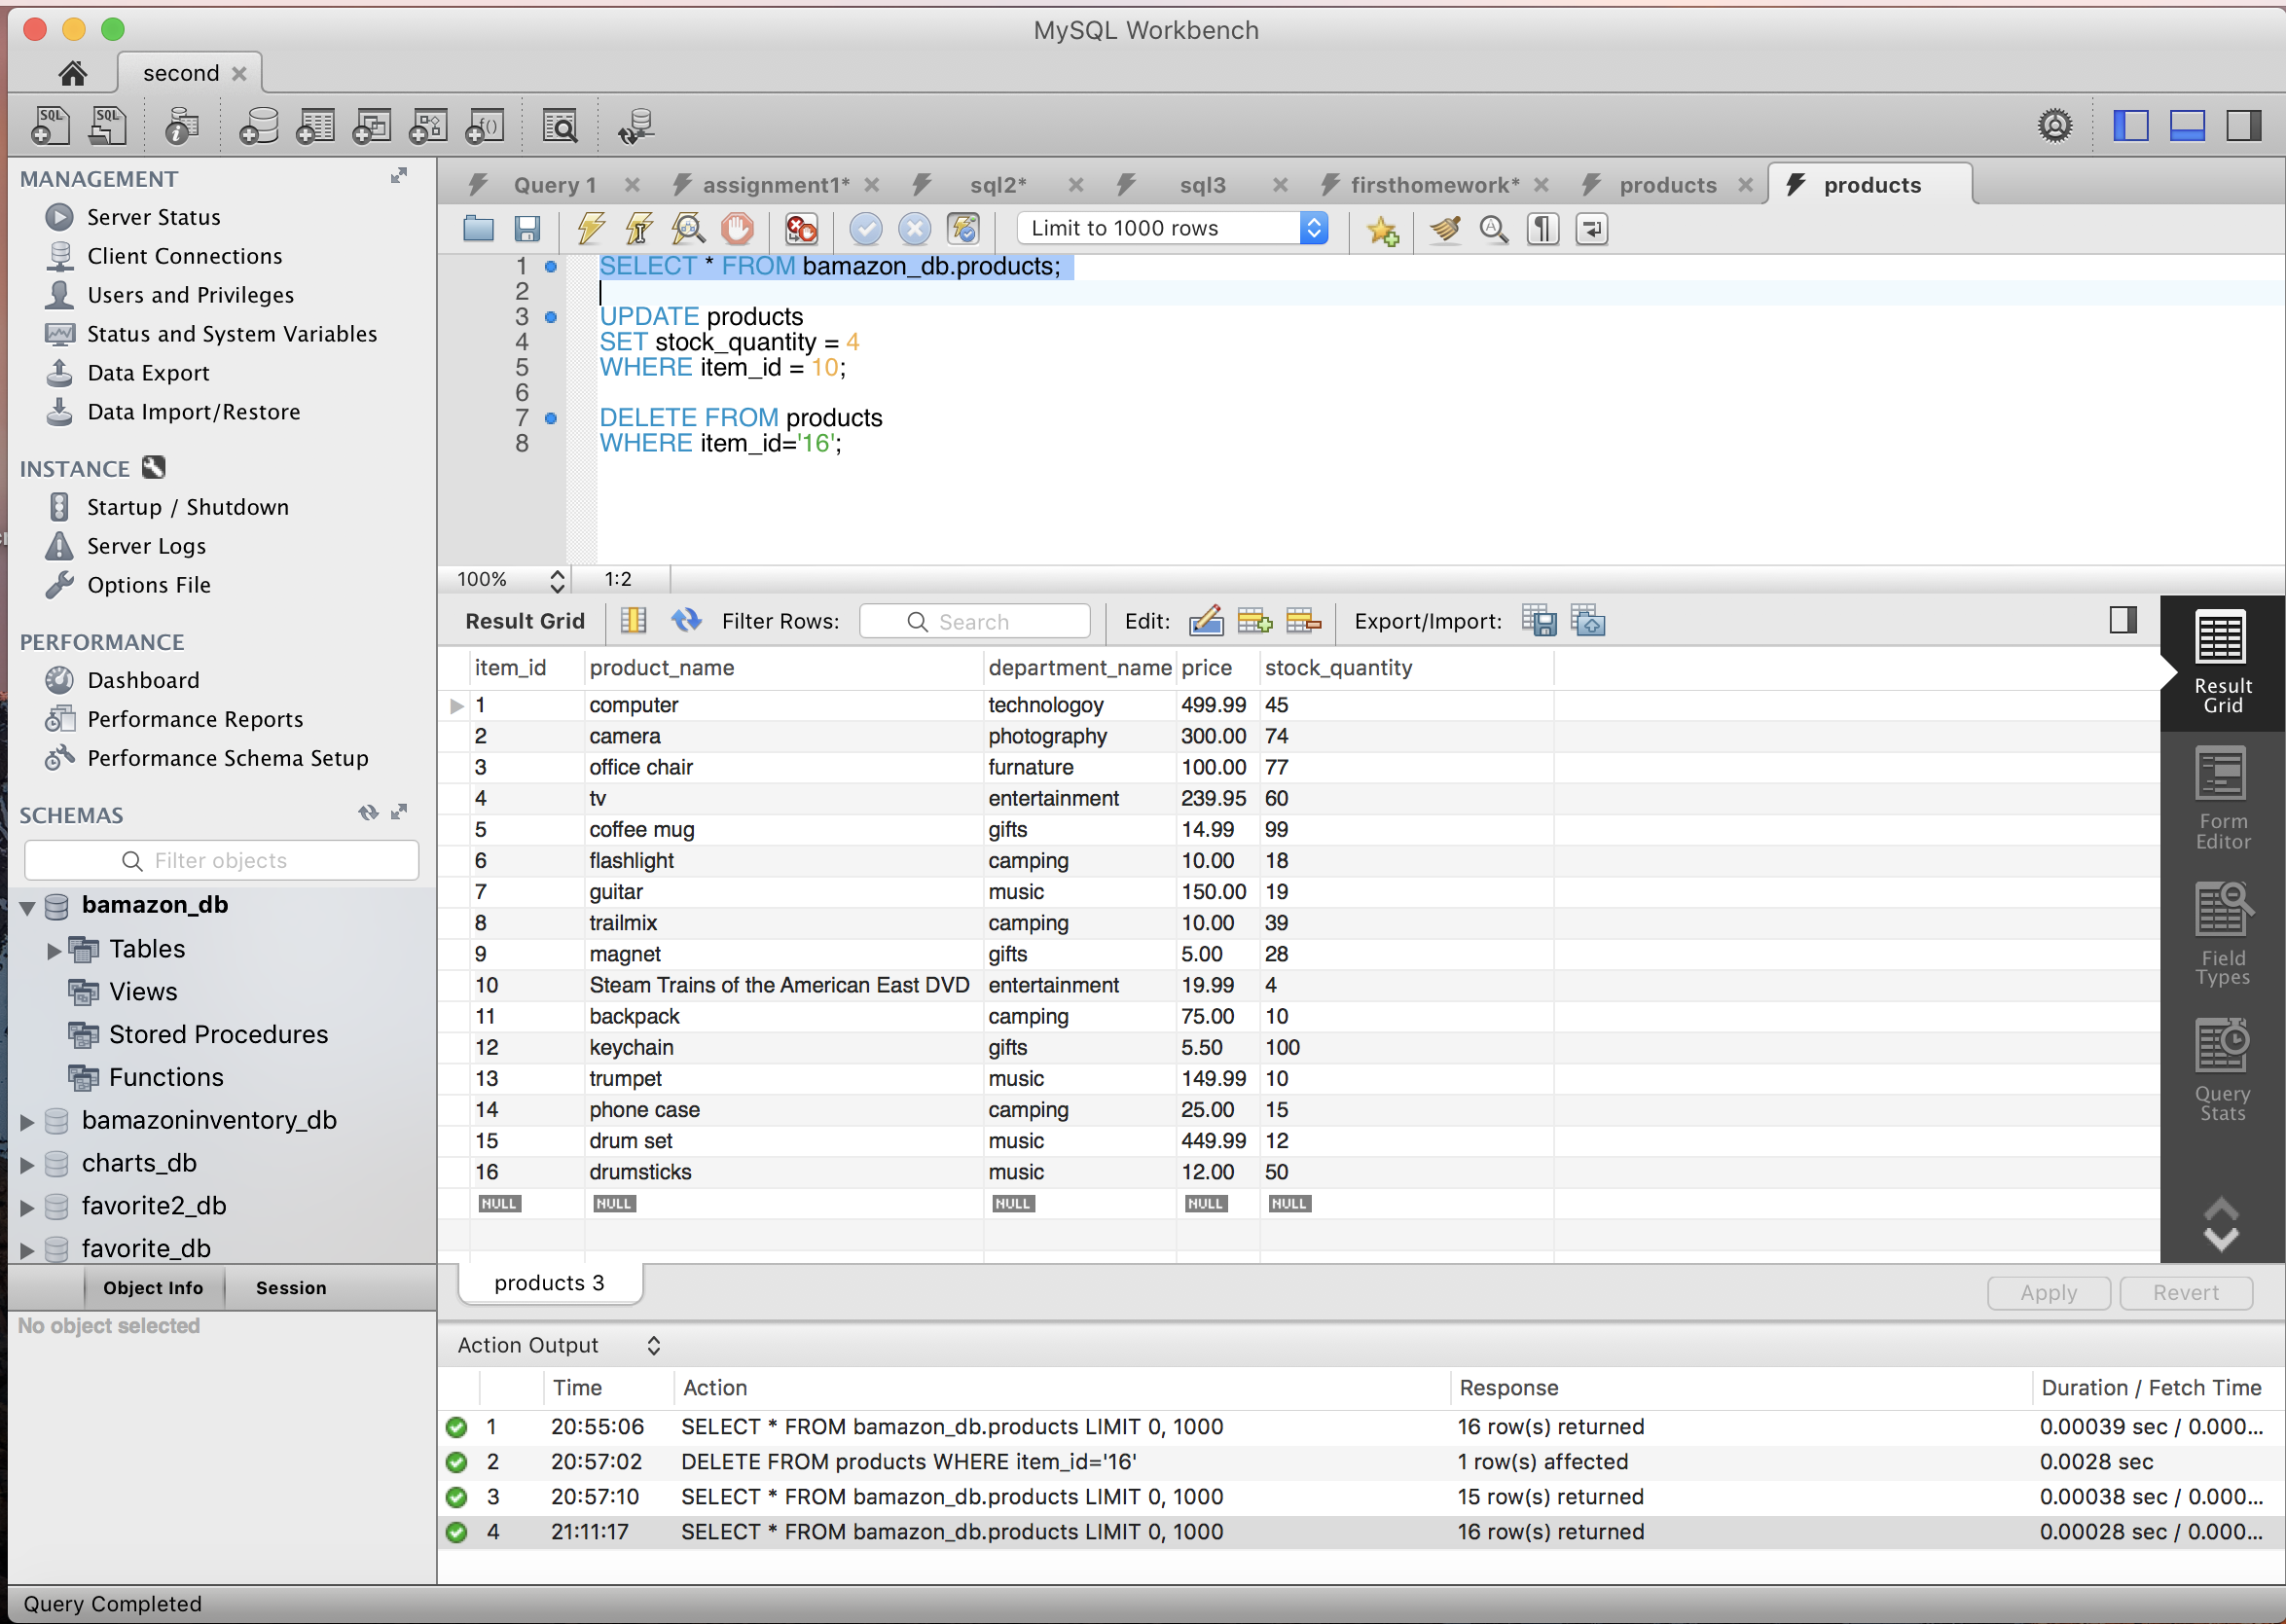 MySQL Workbench
second
MANAGEMENT
Server Status
Client Connections
Users and Privileges
Status and System Variables
Data Export
Data Import/Restore
INSTANCE
Startup / Shutdown
Server Logs
Options File
PERFORMANCE
Dashboard
Performance Reports
Performance Schema Setup
SCHEMAS
Filter objects
bamazon_db
Tables
Views
Stored Procedures
Functions
bamazoninventory_db
charts_db
favorite2_db
favorite_db
Object Info Session
No object selected
Query 1 assignment1* sql2* sql3 firsthomework* products products
Limit to 1000 rows
1 SELECT * FROM bamazon_db.products;
2
3 UPDATE products
4 SET stock_quantity = 4
5 WHERE item_id = 10;
6
7 DELETE FROM products
8 WHERE item_id='16';
100% 1:2
Result Grid Filter Rows: Search Edit: Export/Import:
item_id product_name department_name price stock_quantity
1 computer technologoy 499.99 45
2 camera photography 300.00 74
3 office chair furnature 100.00 77
4 tv entertainment 239.95 60
5 coffee mug gifts 14.99 99
6 flashlight camping 10.00 18
7 guitar music 150.00 19
8 trailmix camping 10.00 39
9 magnet gifts 5.00 28
10 Steam Trains of the American East DVD entertainment 19.99 4
11 backpack camping 75.00 10
12 keychain gifts 5.50 100
13 trumpet music 149.99 10
14 phone case camping 25.00 15
15 drum set music 449.99 12
16 drumsticks music 12.00 50
NULL NULL NULL NULL NULL
Result
Grid
Form
Editor
Field
Types
Query
Stats
products 3
Apply Revert
Action Output
Time Action Response Duration / Fetch Time
1 20:55:06 SELECT * FROM bamazon_db.products LIMIT 0, 1000 16 row(s) returned 0.00039 sec / 0.000...
2 20:57:02 DELETE FROM products WHERE item_id='16' 1 row(s) affected 0.0028 sec
3 20:57:10 SELECT * FROM bamazon_db.products LIMIT 0, 1000 15 row(s) returned 0.00038 sec / 0.000...
4 21:11:17 SELECT * FROM bamazon_db.products LIMIT 0, 1000 16 row(s) returned 0.00028 sec / 0.000...
Query Completed